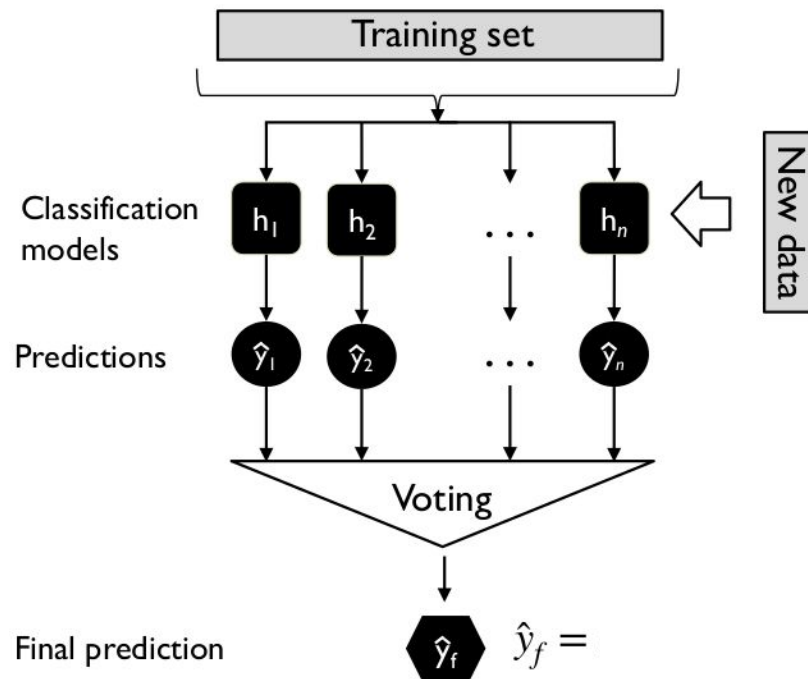 Training set
New data
Classification
models
h₁ h₂ ... hₙ
Predictions
ŷ₁ ŷ₂ ... ŷₙ
Voting
Final prediction
ŷf ŷf =